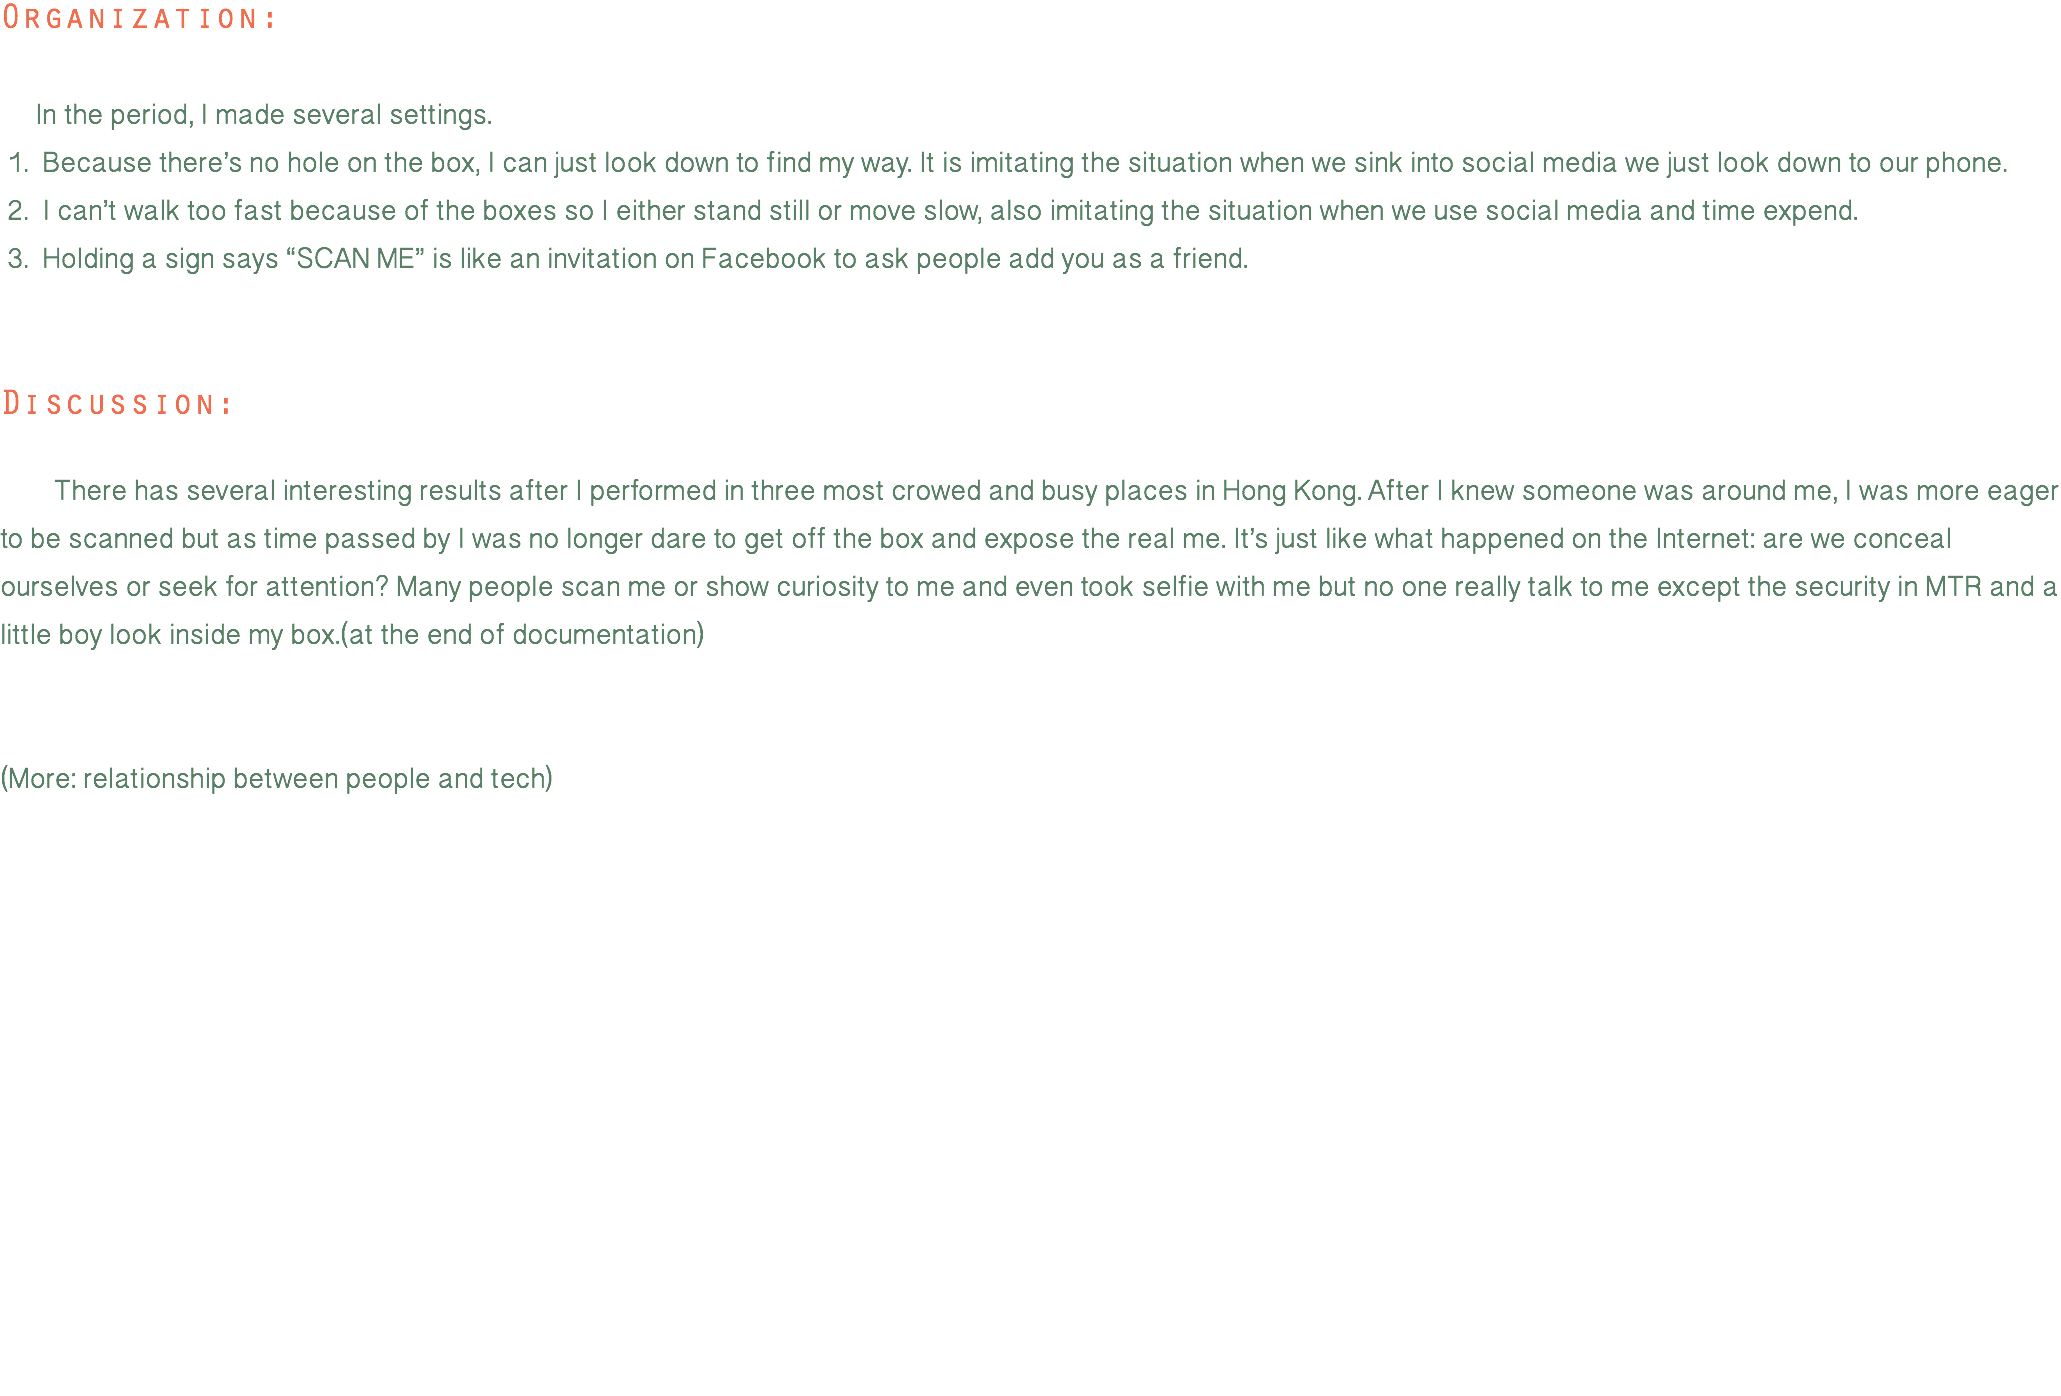 ORGANIZATION:
In the period, I made several settings.
1. Because there’s no hole on the box, I can just look down to find my way. It is imitating the situation when we sink into social media we just look down to our phone.
2. I can’t walk too fast because of the boxes so I either stand still or move slow, also imitating the situation when we use social media and time expend.
3. Holding a sign says “SCAN ME” is like an invitation on Facebook to ask people add you as a friend.
DISCUSSION:
There has several interesting results after I performed in three most crowed and busy places in Hong Kong. After I knew someone was around me, I was more eager
to be scanned but as time passed by I was no longer dare to get off the box and expose the real me. It’s just like what happened on the Internet: are we conceal
ourselves or seek for attention? Many people scan me or show curiosity to me and even took selfie with me but no one really talk to me except the security in MTR and a
little boy look inside my box.(at the end of documentation)
(More: relationship between people and tech)